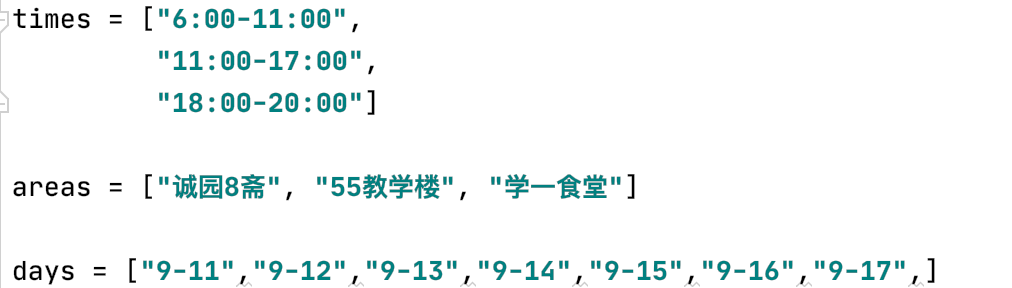 times = ["6:00-11:00",
"11:00-17:00",
"18:00-20:00"]
areas = ["诚园8斋", "55教学楼", "学一食堂"]
days = ["9-11","9-12","9-13","9-14","9-15","9-16","9-17",]